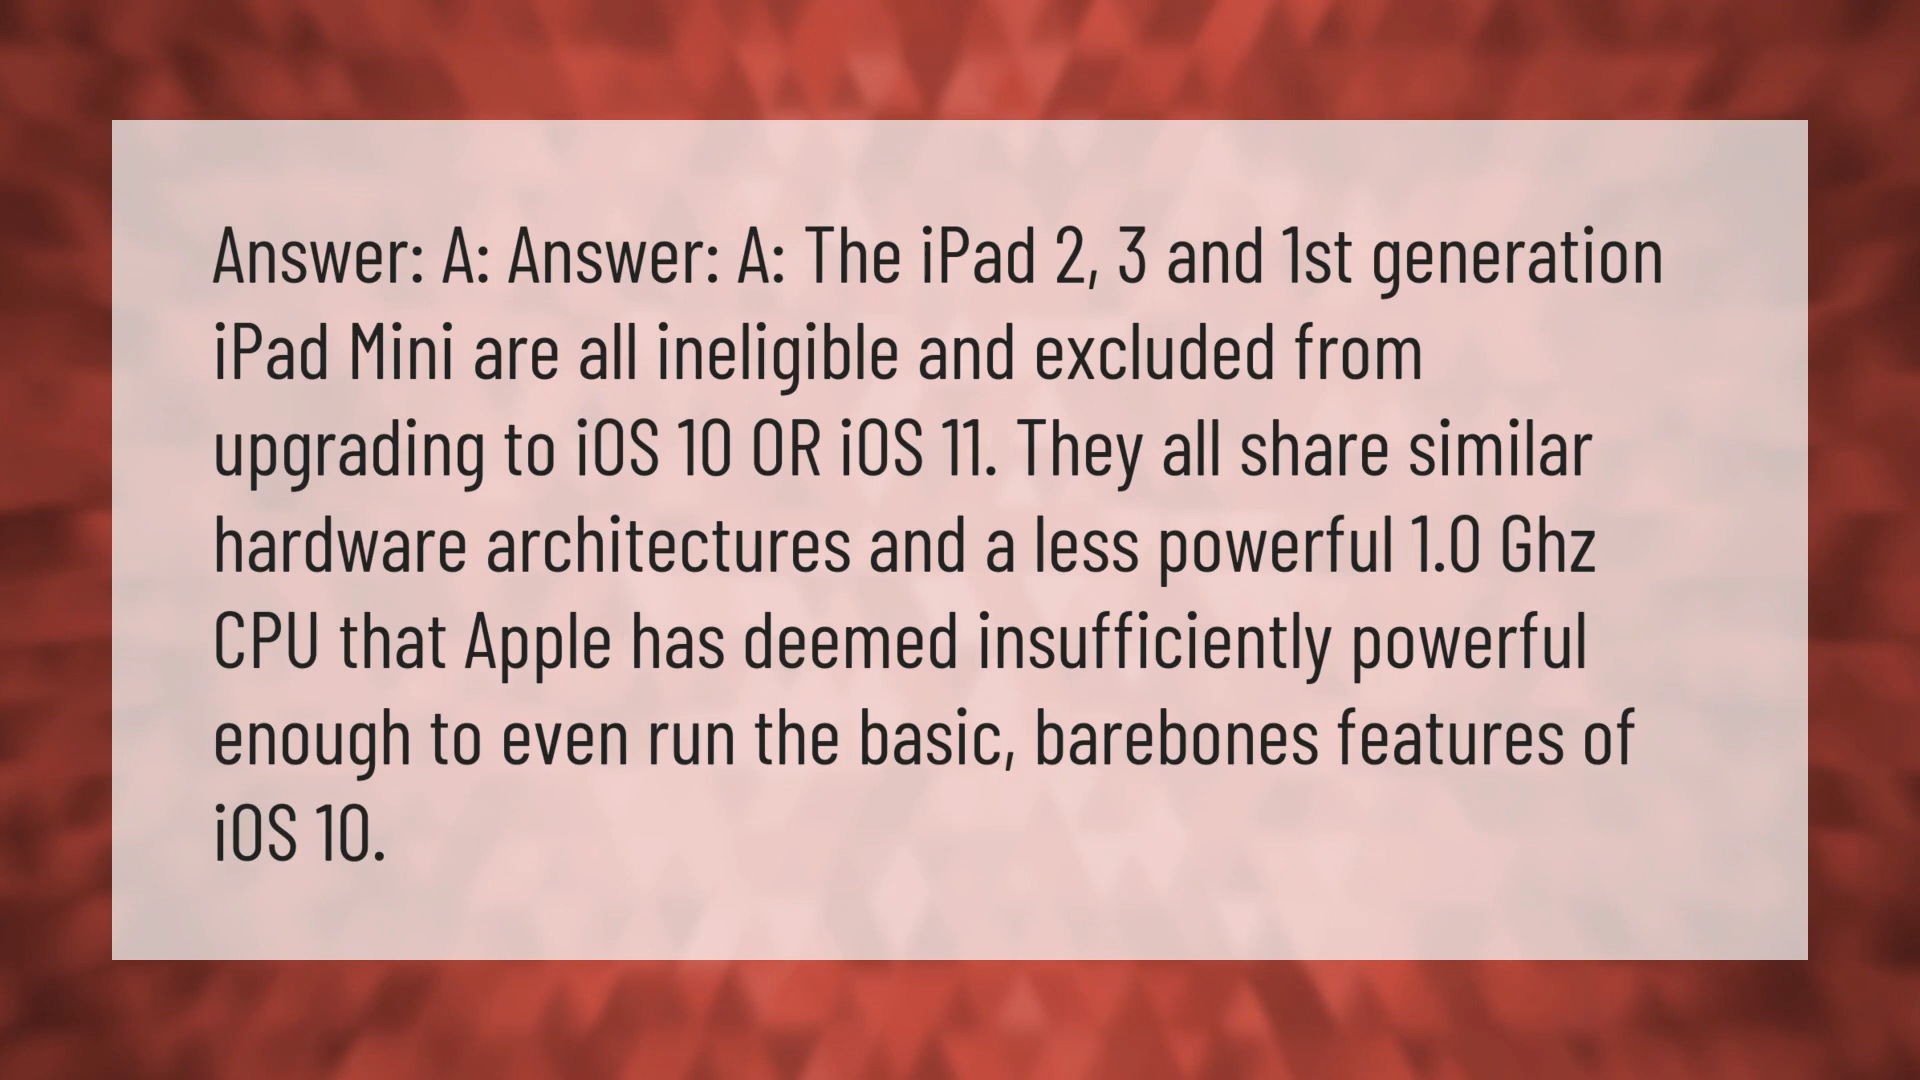 Answer: A: Answer: A: The iPad 2, 3 and 1st generation
iPad Mini are all ineligible and excluded from
upgrading to iOS 10 OR iOS 11. They all share similar
hardware architectures and a less powerful 1.0 Ghz
CPU that Apple has deemed insufficiently powerful
enough to even run the basic, barebones features of
iOS 10.